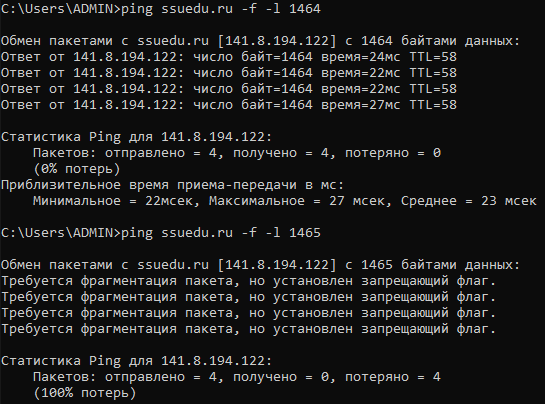 C:\Users\ADMIN>ping ssuedu.ru -f -l 1464
Обмен пакетами с ssuedu.ru [141.8.194.122] с 1464 байтами данных:
Ответ от 141.8.194.122: число байт=1464 время=24мс TTL=58
Ответ от 141.8.194.122: число байт=1464 время=22мс TTL=58
Ответ от 141.8.194.122: число байт=1464 время=22мс TTL=58
Ответ от 141.8.194.122: число байт=1464 время=27мс TTL=58
Статистика Ping для 141.8.194.122:
Пакетов: отправлено = 4, получено = 4, потеряно = 0
(0% потерь)
Приблизительное время приема-передачи в мс:
Минимальное = 22мсек, Максимальное = 27 мсек, Среднее = 23 мсек
C:\Users\ADMIN>ping ssuedu.ru -f -l 1465
Обмен пакетами с ssuedu.ru [141.8.194.122] с 1465 байтами данных:
Требуется фрагментация пакета, но установлен запрещающий флаг.
Требуется фрагментация пакета, но установлен запрещающий флаг.
Требуется фрагментация пакета, но установлен запрещающий флаг.
Требуется фрагментация пакета, но установлен запрещающий флаг.
Статистика Ping для 141.8.194.122:
Пакетов: отправлено = 4, получено = 0, потеряно = 4
(100% потерь)